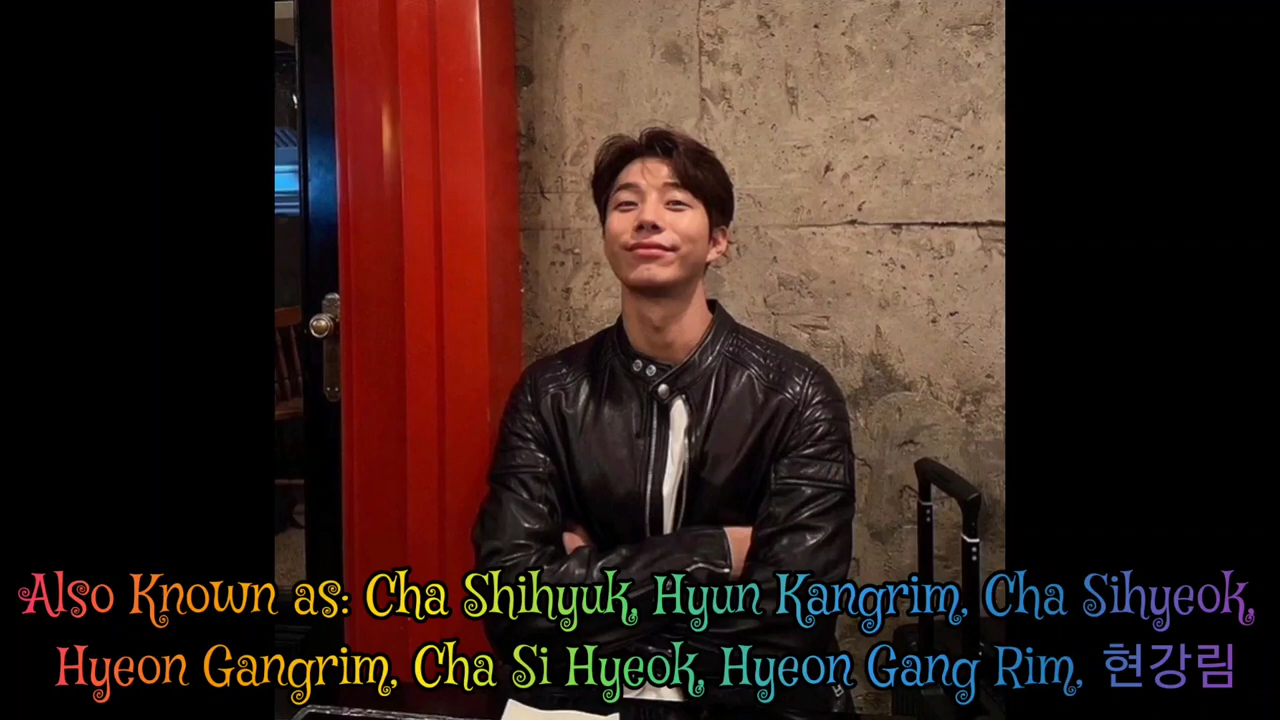 Also Known as: Cha Shihyuk, Hyun Kangrim, Cha Sihyeok,
Hyeon Gangrim, Cha Si Hyeok, Hyeon Gang Rim, 현강림